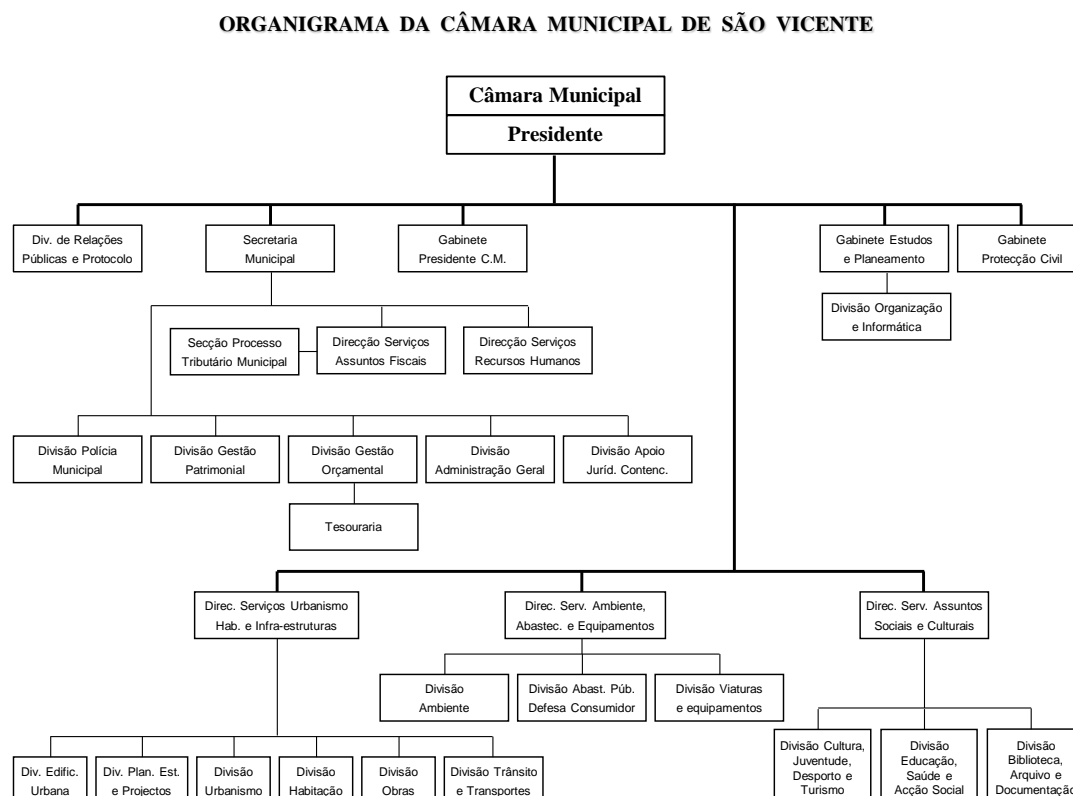 ORGANIGRAMA DA CÂMARA MUNICIPAL DE SÃO VICENTE
Câmara Municipal
Presidente
Div. de Relações
Públicas e Protocolo
Secretaria
Municipal
Gabinete
Presidente C.M.
Gabinete Estudos
e Planeamento
Gabinete
Protecção Civil
Divisão Organização
e Informática
Secção Processo
Tributário Municipal
Direcção Serviços
Assuntos Fiscais
Direcção Serviços
Recursos Humanos
Divisão Polícia
Municipal
Divisão Gestão
Patrimonial
Divisão Gestão
Orçamental
Divisão
Administração Geral
Divisão Apoio
Juríd. Contenc.
Tesouraria
Direc. Serviços Urbanismo
Hab. e Infra-estruturas
Direc. Serv. Ambiente,
Abastec. e Equipamentos
Direc. Serv. Assuntos
Sociais e Culturais
Divisão
Ambiente
Divisão Abast. Púb.
Defesa Consumidor
Divisão Viaturas
e equipamentos
Div. Edific.
Urbana
Div. Plan. Est.
e Projectos
Divisão
Urbanismo
Divisão
Habitação
Divisão
Obras
Divisão Trânsito
e Transportes
Divisão Cultura,
Juventude,
Desporto e
Turismo
Divisão
Educação,
Saúde e
Acção Social
Divisão
Biblioteca,
Arquivo e
Documentação